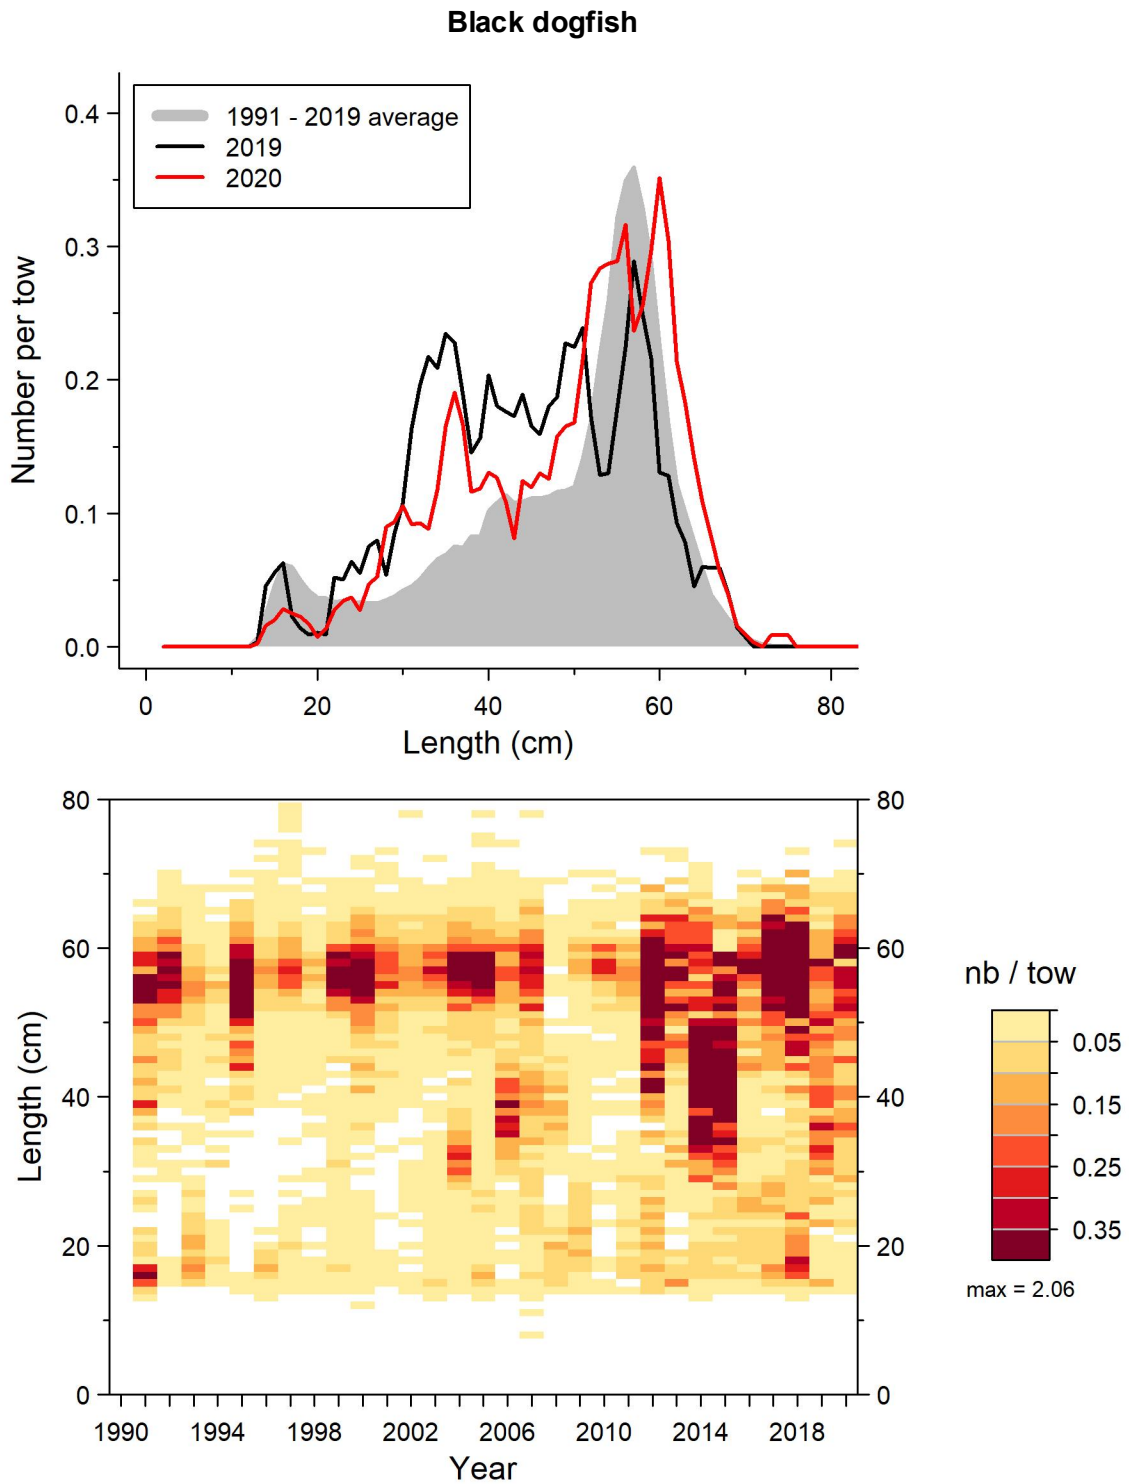 Black dogfish
1991 - 2019 average
2019
2020
Number per tow
0.4
0.3
0.2
0.1
0.0
0 20 40 60 80
Length (cm)
Length (cm)
80 80
60 60
40 40
20 20
0 0
1990 1994 1998 2002 2006 2010 2014 2018
Year
nb / tow
0.05
0.15
0.25
0.35
max = 2.06